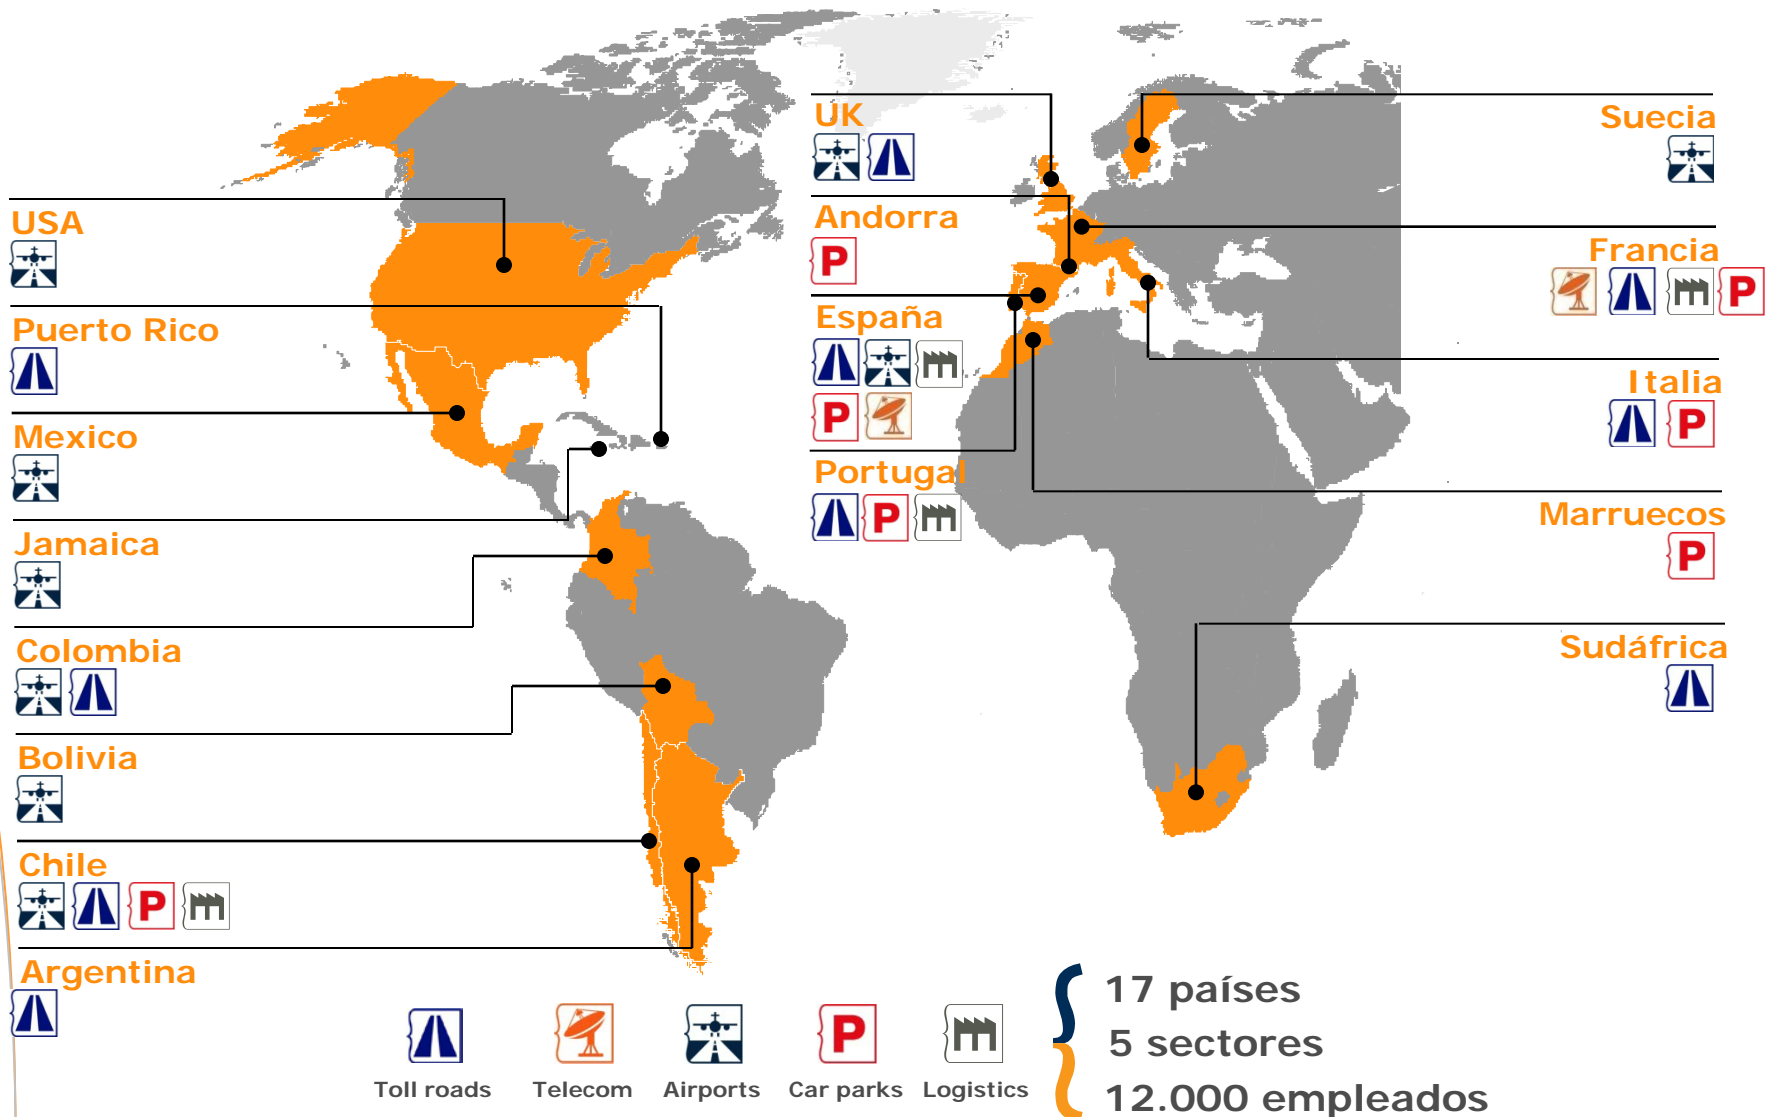 USA
Puerto Rico
Mexico
Jamaica
Colombia
Bolivia
Chile
P
Argentina
UK
Andorra
P
España
P
Portugal
P
Suecia
Francia
P
Italia
P
Marruecos
P
Sudáfrica
P
Toll roads Telecom Airports Car parks Logistics
17 países
5 sectores
12.000 empleados